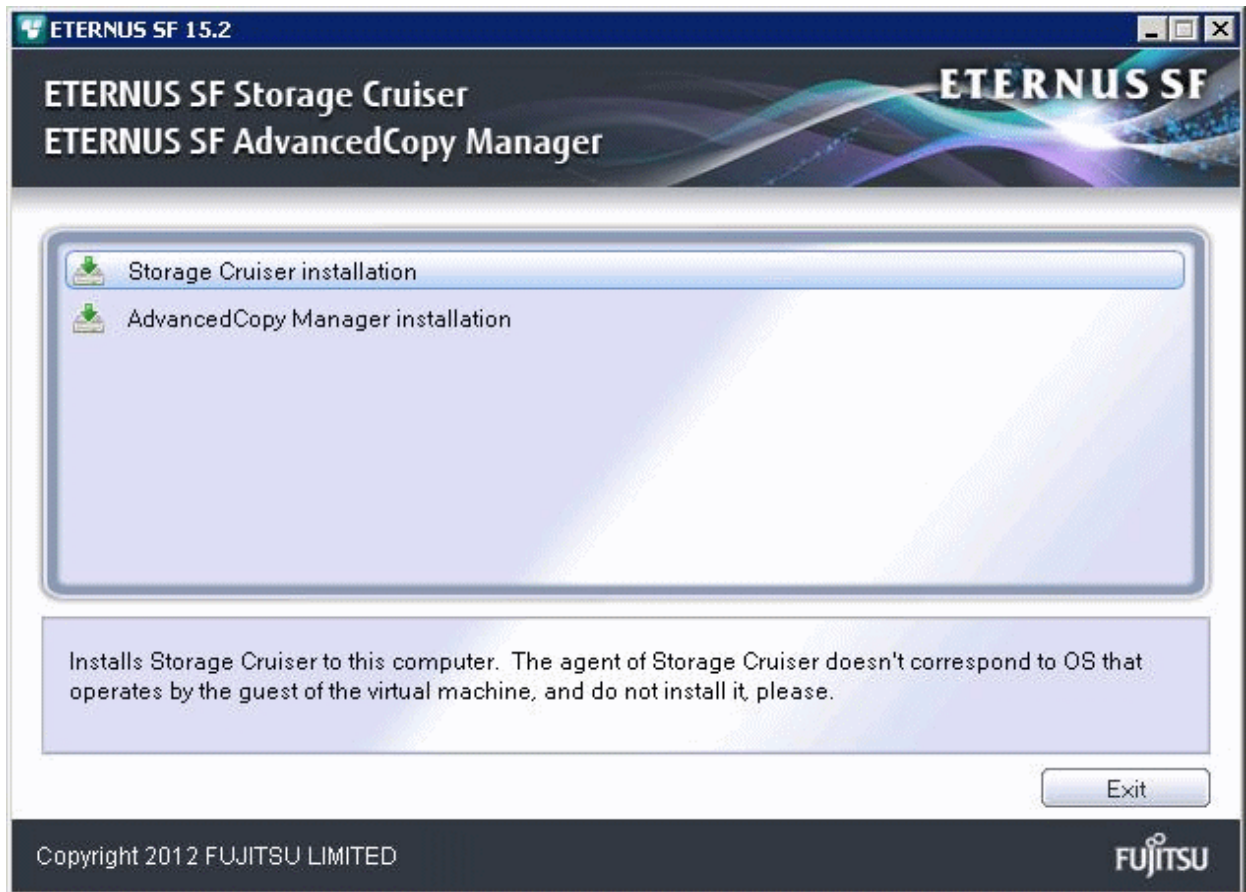 ETERNUS SF 15.2
ETERNUS SF Storage Cruiser
ETERNUS SF AdvancedCopy Manager
ETERNUS SF
Storage Cruiser installation
AdvancedCopy Manager installation
Installs Storage Cruiser to this computer. The agent of Storage Cruiser doesn't correspond to OS that
operates by the guest of the virtual machine, and do not install it, please.
Exit
Copyright 2012 FUJITSU LIMITED
FUJITSU